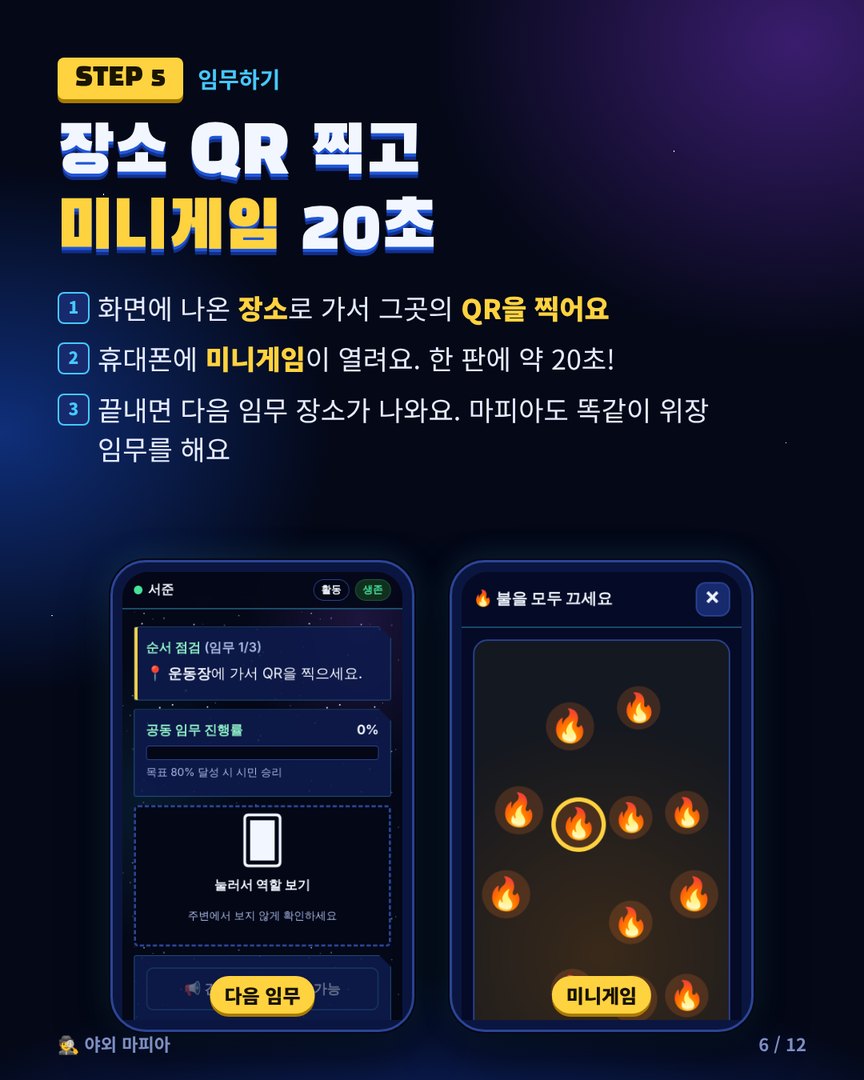 STEP 5 임무하기
장소 QR 찍고
미니게임 20초
1 화면에 나온 장소로 가서 그곳의 QR을 찍어요
2 휴대폰에 미니게임이 열려요. 한 판에 약 20초!
3 끝내면 다음 임무 장소가 나와요. 마피아도 똑같이 위장
임무를 해요
서준 활동 생존
순서 점검 (임무 1/3)
📍 운동장에 가서 QR을 찍으세요.
공동 임무 진행률 0%
목표 80% 달성 시 시민 승리
눌러서 역할 보기
주변에서 보지 않게 확인하세요
가능
다음 임무
🔥 불을 모두 끄세요 ✕
미니게임
🕵️ 야외 마피아 6 / 12